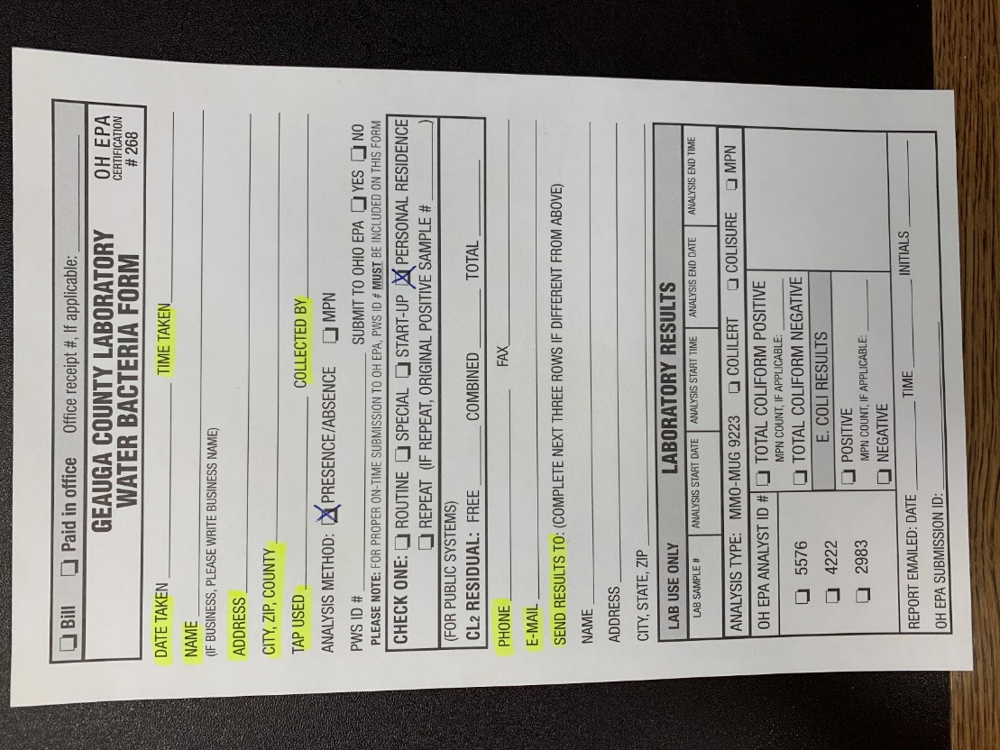 ❏ Bill ❏ Paid in office Office receipt #, If applicable:
GEAUGA COUNTY LABORATORY
WATER BACTERIA FORM
OH EPA
CERTIFICATION
# 268
DATE TAKEN TIME TAKEN
NAME
(IF BUSINESS, PLEASE WRITE BUSINESS NAME)
ADDRESS
CITY, ZIP, COUNTY
TAP USED COLLECTED BY
ANALYSIS METHOD: ☒ PRESENCE/ABSENCE ❏ MPN
PWS ID # SUBMIT TO OHIO EPA ❏ YES ❏ NO
PLEASE NOTE: FOR PROPER ON-TIME SUBMISSION TO OH EPA, PWS ID # MUST BE INCLUDED ON THIS FORM
CHECK ONE: ❏ ROUTINE ❏ SPECIAL ❏ START-UP ☒ PERSONAL RESIDENCE
❏ REPEAT (IF REPEAT, ORIGINAL POSITIVE SAMPLE # )
(FOR PUBLIC SYSTEMS)
CL2 RESIDUAL: FREE COMBINED TOTAL
PHONE FAX
E-MAIL
SEND RESULTS TO: (COMPLETE NEXT THREE ROWS IF DIFFERENT FROM ABOVE)
NAME
ADDRESS
CITY, STATE, ZIP
LAB USE ONLY LABORATORY RESULTS
LAB SAMPLE # ANALYSIS START DATE ANALYSIS START TIME ANALYSIS END DATE ANALYSIS END TIME
ANALYSIS TYPE: MMO-MUG 9223 ❏ COLILERT ❏ COLISURE ❏ MPN
OH EPA ANALYST ID #
❏ 5576
❏ 4222
❏ 2983
❏ TOTAL COLIFORM POSITIVE
MPN COUNT, IF APPLICABLE:
❏ TOTAL COLIFORM NEGATIVE
E. COLI RESULTS
❏ POSITIVE
MPN COUNT, IF APPLICABLE:
❏ NEGATIVE
REPORT EMAILED: DATE TIME INITIALS
OH EPA SUBMISSION ID: